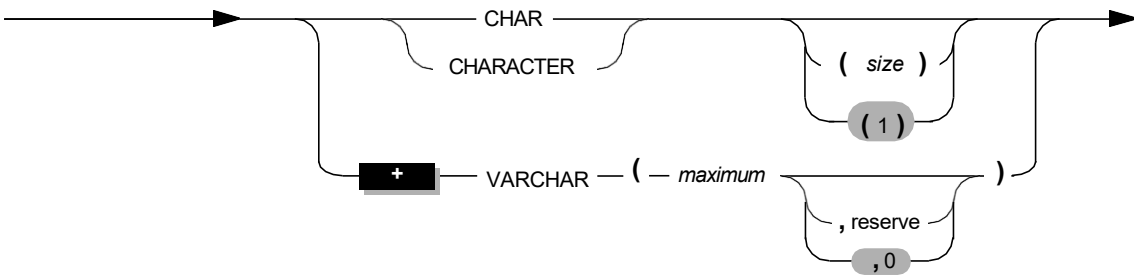 CHAR
CHARACTER
( size )
( 1 )
+ VARCHAR ( maximum )
, reserve
, 0